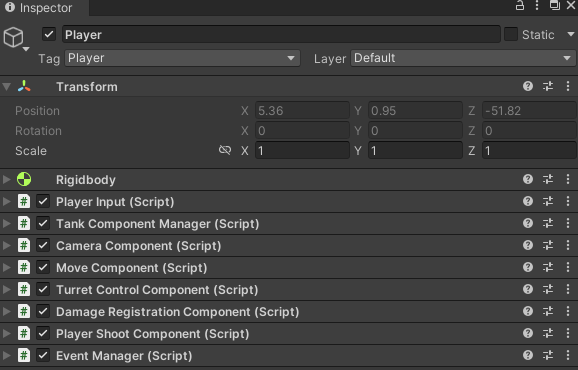 Inspector
Player Static
Tag Player Layer Default
Transform
Position X 5.36 Y 0.95 Z -51.82
Rotation X 0 Y 0 Z 0
Scale X 1 Y 1 Z 1
Rigidbody
# Player Input (Script)
# Tank Component Manager (Script)
# Camera Component (Script)
# Move Component (Script)
# Turret Control Component (Script)
# Damage Registration Component (Script)
# Player Shoot Component (Script)
# Event Manager (Script)